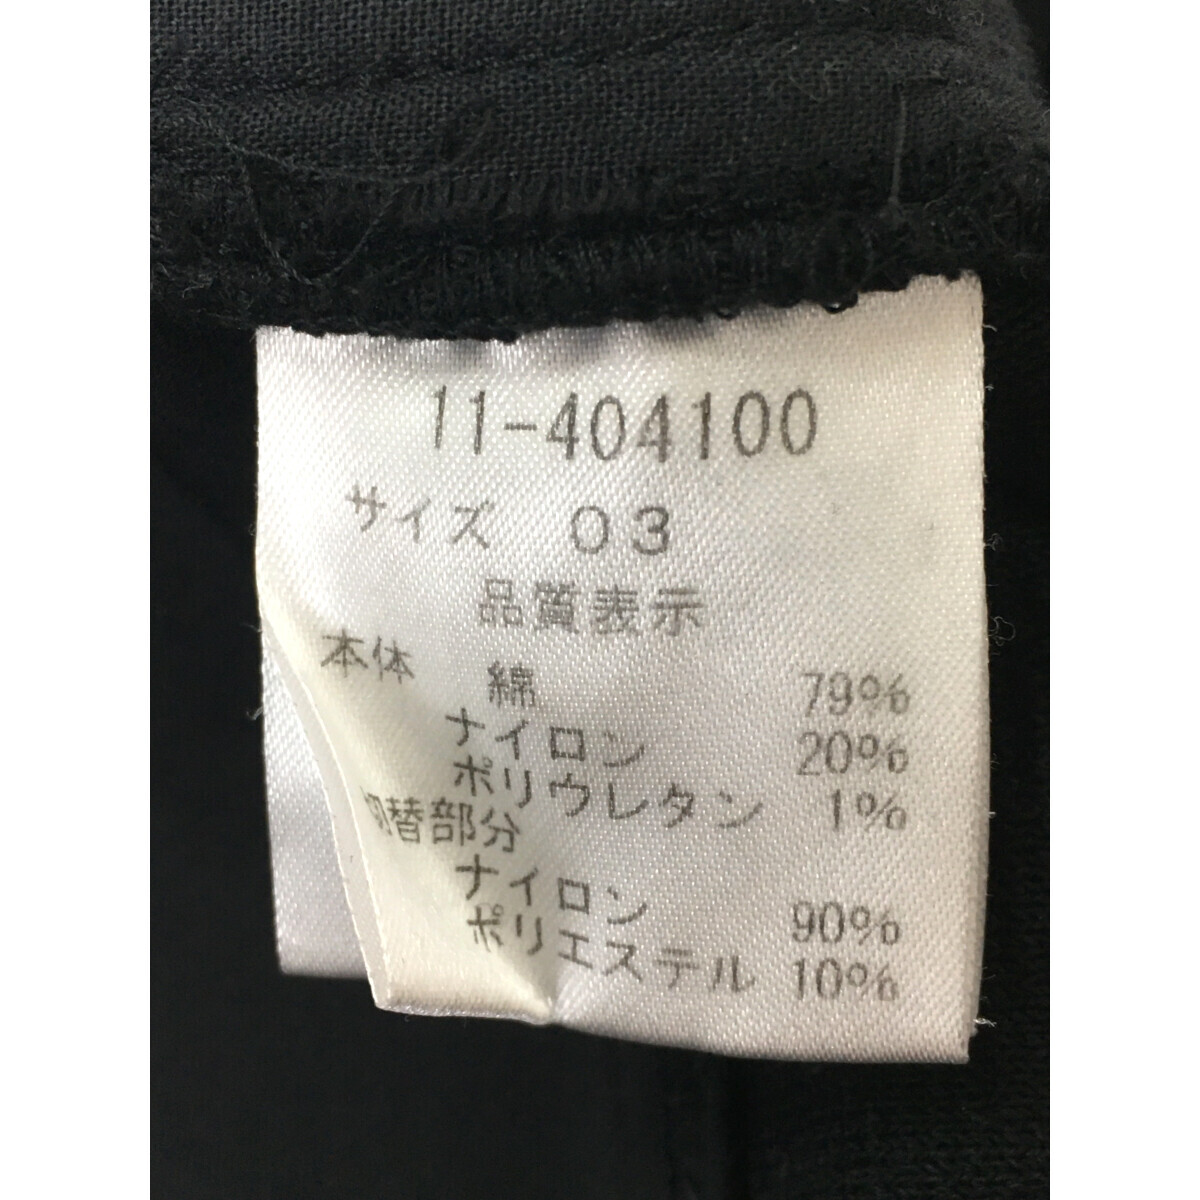 11-404100
サイズ 03
品質表示
本体 綿 79%
ナイロン 20%
ポリウレタン 1%
切替部分
ナイロン 90%
ポリエステル 10%